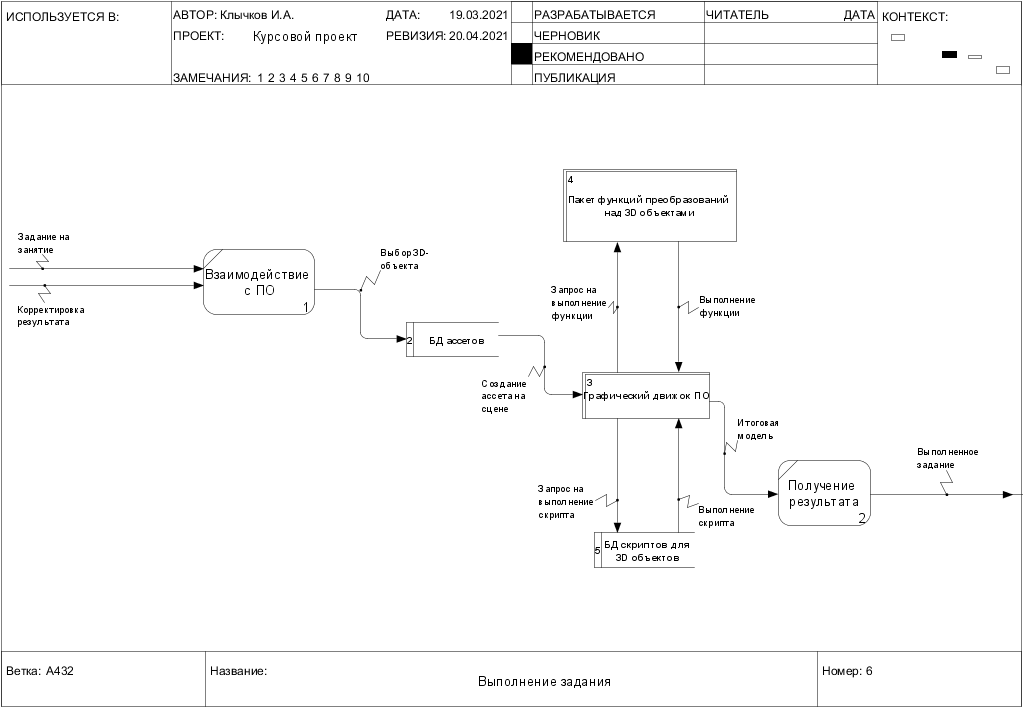 ИСПОЛЬЗУЕТСЯ В:
АВТОР: Клычков И.А.
ДАТА: 19.03.2021
ПРОЕКТ: Курсовой проект
РЕВИЗИЯ: 20.04.2021
ЗАМЕЧАНИЯ: 1 2 3 4 5 6 7 8 9 10
РАЗРАБАТЫВАЕТСЯ
ЧЕРНОВИК
РЕКОМЕНДОВАНО
ПУБЛИКАЦИЯ
ЧИТАТЕЛЬ
ДАТА
КОНТЕКСТ:
4
Пакет функций преобразований
над 3D объектами
Задание на
занятие
Корректировка
результата
Взаимодействие
с ПО
1
Выбор 3D-
объекта
2
БД ассетов
Создание
ассета на
сцене
Запрос на
выполнение
функции
Выполнение
функции
3
Графический движок ПО
Итоговая
модель
Запрос на
выполнение
скрипта
Выполнение
скрипта
5
БД скриптов для
3D объектов
Получение
результата
2
Выполненное
задание
Ветка: A432
Название:
Выполнение задания
Номер: 6